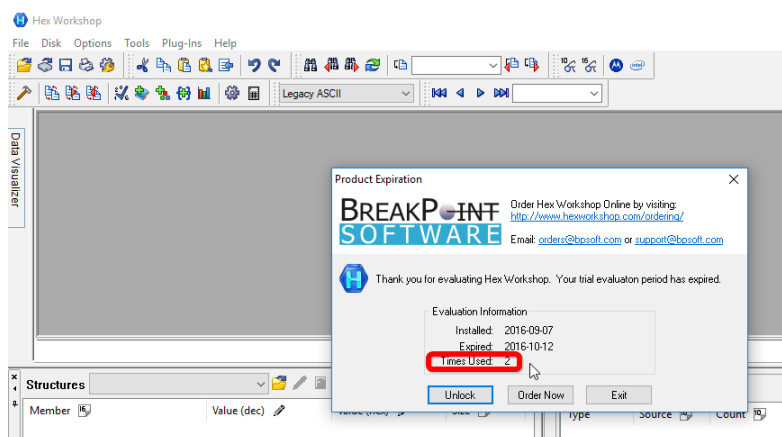 Hex Workshop
File Disk Options Tools Plug-Ins Help
Legacy ASCII
Data Visualizer
Product Expiration
BREAKPOINT
SOFTWARE
Order Hex Workshop Online by visiting:
http://www.hexworkshop.com/ordering/
Email: orders@bpsoft.com or support@bpsoft.com
Thank you for evaluating Hex Workshop. Your trial evaluaton period has expired.
Evaluation Information
Installed: 2016-09-07
Expired: 2016-10-12
Times Used: 2
Unlock Order Now Exit
Structures
Member Value (dec) Value (hex) Size Type Source Count